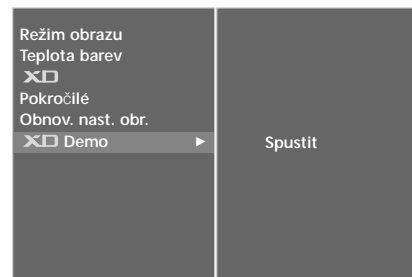 Režim obrazu
Teplota barev
XD
Pokročilé
Obnov. nast. obr.
XD Demo ►
Spustit